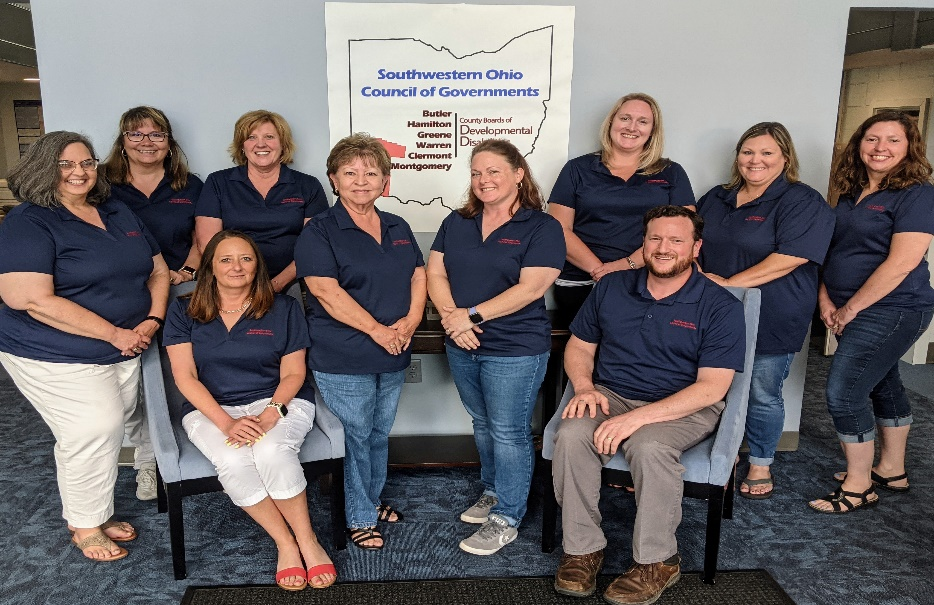 Southwestern Ohio
Council of Governments
Butler
Hamilton
Greene
Warren
Clermont
Montgomery
County Boards of
Developmental